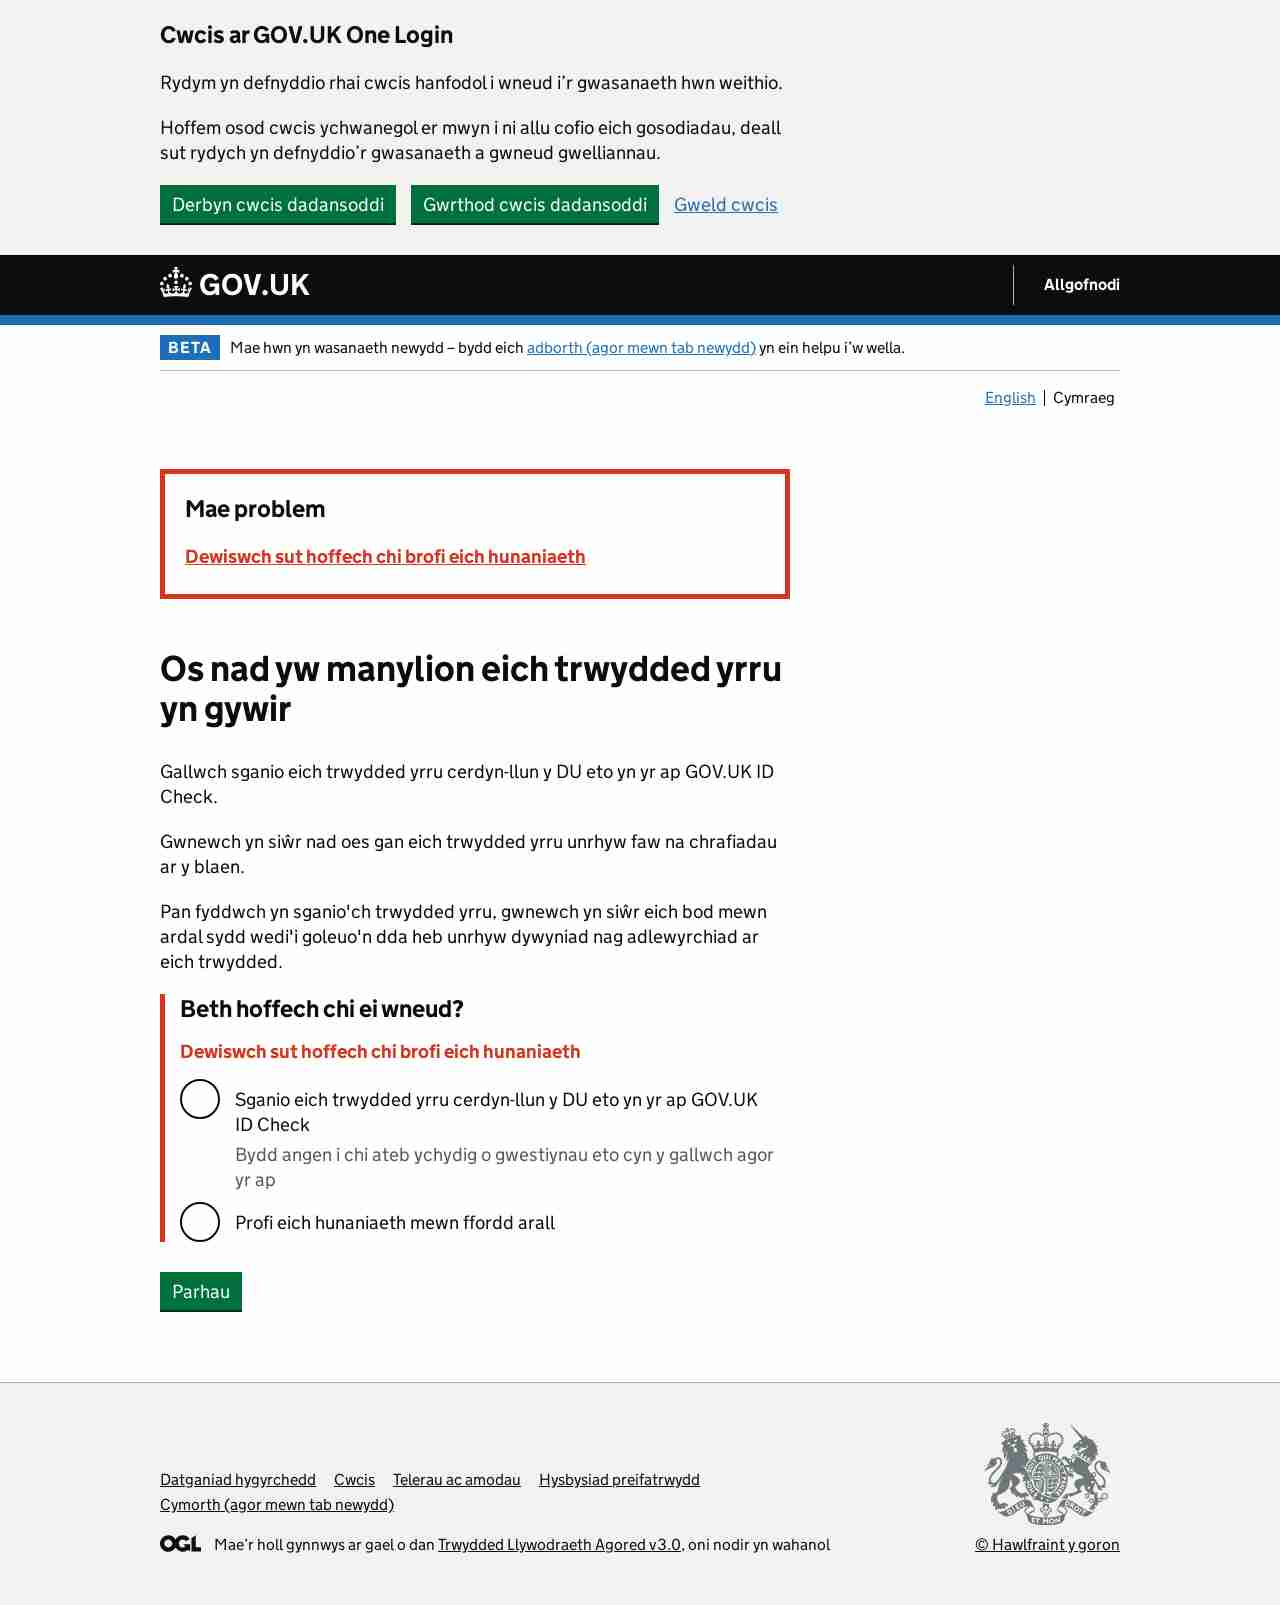 Cwcis ar GOV.UK One Login
Rydym yn defnyddio rhai cwcis hanfodol i wneud i’r gwasanaeth hwn weithio.
Hoffem osod cwcis ychwanegol er mwyn i ni allu cofio eich gosodiadau, deall
sut rydych yn defnyddio’r gwasanaeth a gwneud gwelliannau.
Derbyn cwcis dadansoddi Gwrthod cwcis dadansoddi Gweld cwcis
GOV.UK Allgofnodi
BETA Mae hwn yn wasanaeth newydd – bydd eich adborth (agor mewn tab newydd) yn ein helpu i’w wella.
English Cymraeg
Mae problem
Dewiswch sut hoffech chi brofi eich hunaniaeth
Os nad yw manylion eich trwydded yrru
yn gywir
Gallwch sganio eich trwydded yrru cerdyn-llun y DU eto yn yr ap GOV.UK ID
Check.
Gwnewch yn siŵr nad oes gan eich trwydded yrru unrhyw faw na chrafiadau
ar y blaen.
Pan fyddwch yn sganio'ch trwydded yrru, gwnewch yn siŵr eich bod mewn
ardal sydd wedi'i goleuo'n dda heb unrhyw dywyniad nag adlewyrchiad ar
eich trwydded.
Beth hoffech chi ei wneud?
Dewiswch sut hoffech chi brofi eich hunaniaeth
Sganio eich trwydded yrru cerdyn-llun y DU eto yn yr ap GOV.UK
ID Check
Bydd angen i chi ateb ychydig o gwestiynau eto cyn y gallwch agor
yr ap
Profi eich hunaniaeth mewn ffordd arall
Parhau
Datganiad hygyrchedd Cwcis Telerau ac amodau Hysbysiad preifatrwydd
Cymorth (agor mewn tab newydd)
OGL Mae’r holl gynnwys ar gael o dan Trwydded Llywodraeth Agored v3.0, oni nodir yn wahanol
© Hawlfraint y goron